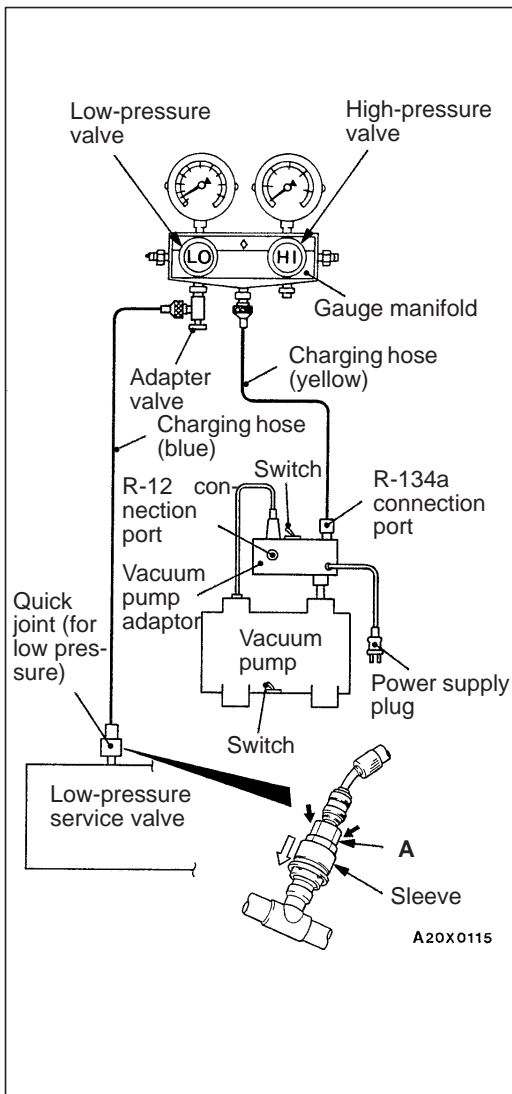 Low-pressure
valve
High-pressure
valve
LO
HI
Gauge manifold
Adapter
valve
Charging hose
(yellow)
Charging hose
(blue)
Switch
R-12 con-
nection
port
R-134a
connection
port
Vacuum
pump
adaptor
Quick
joint (for
low pres-
sure)
Vacuum
pump
Power supply
plug
Switch
Low-pressure
service valve
A
Sleeve
A20X0115